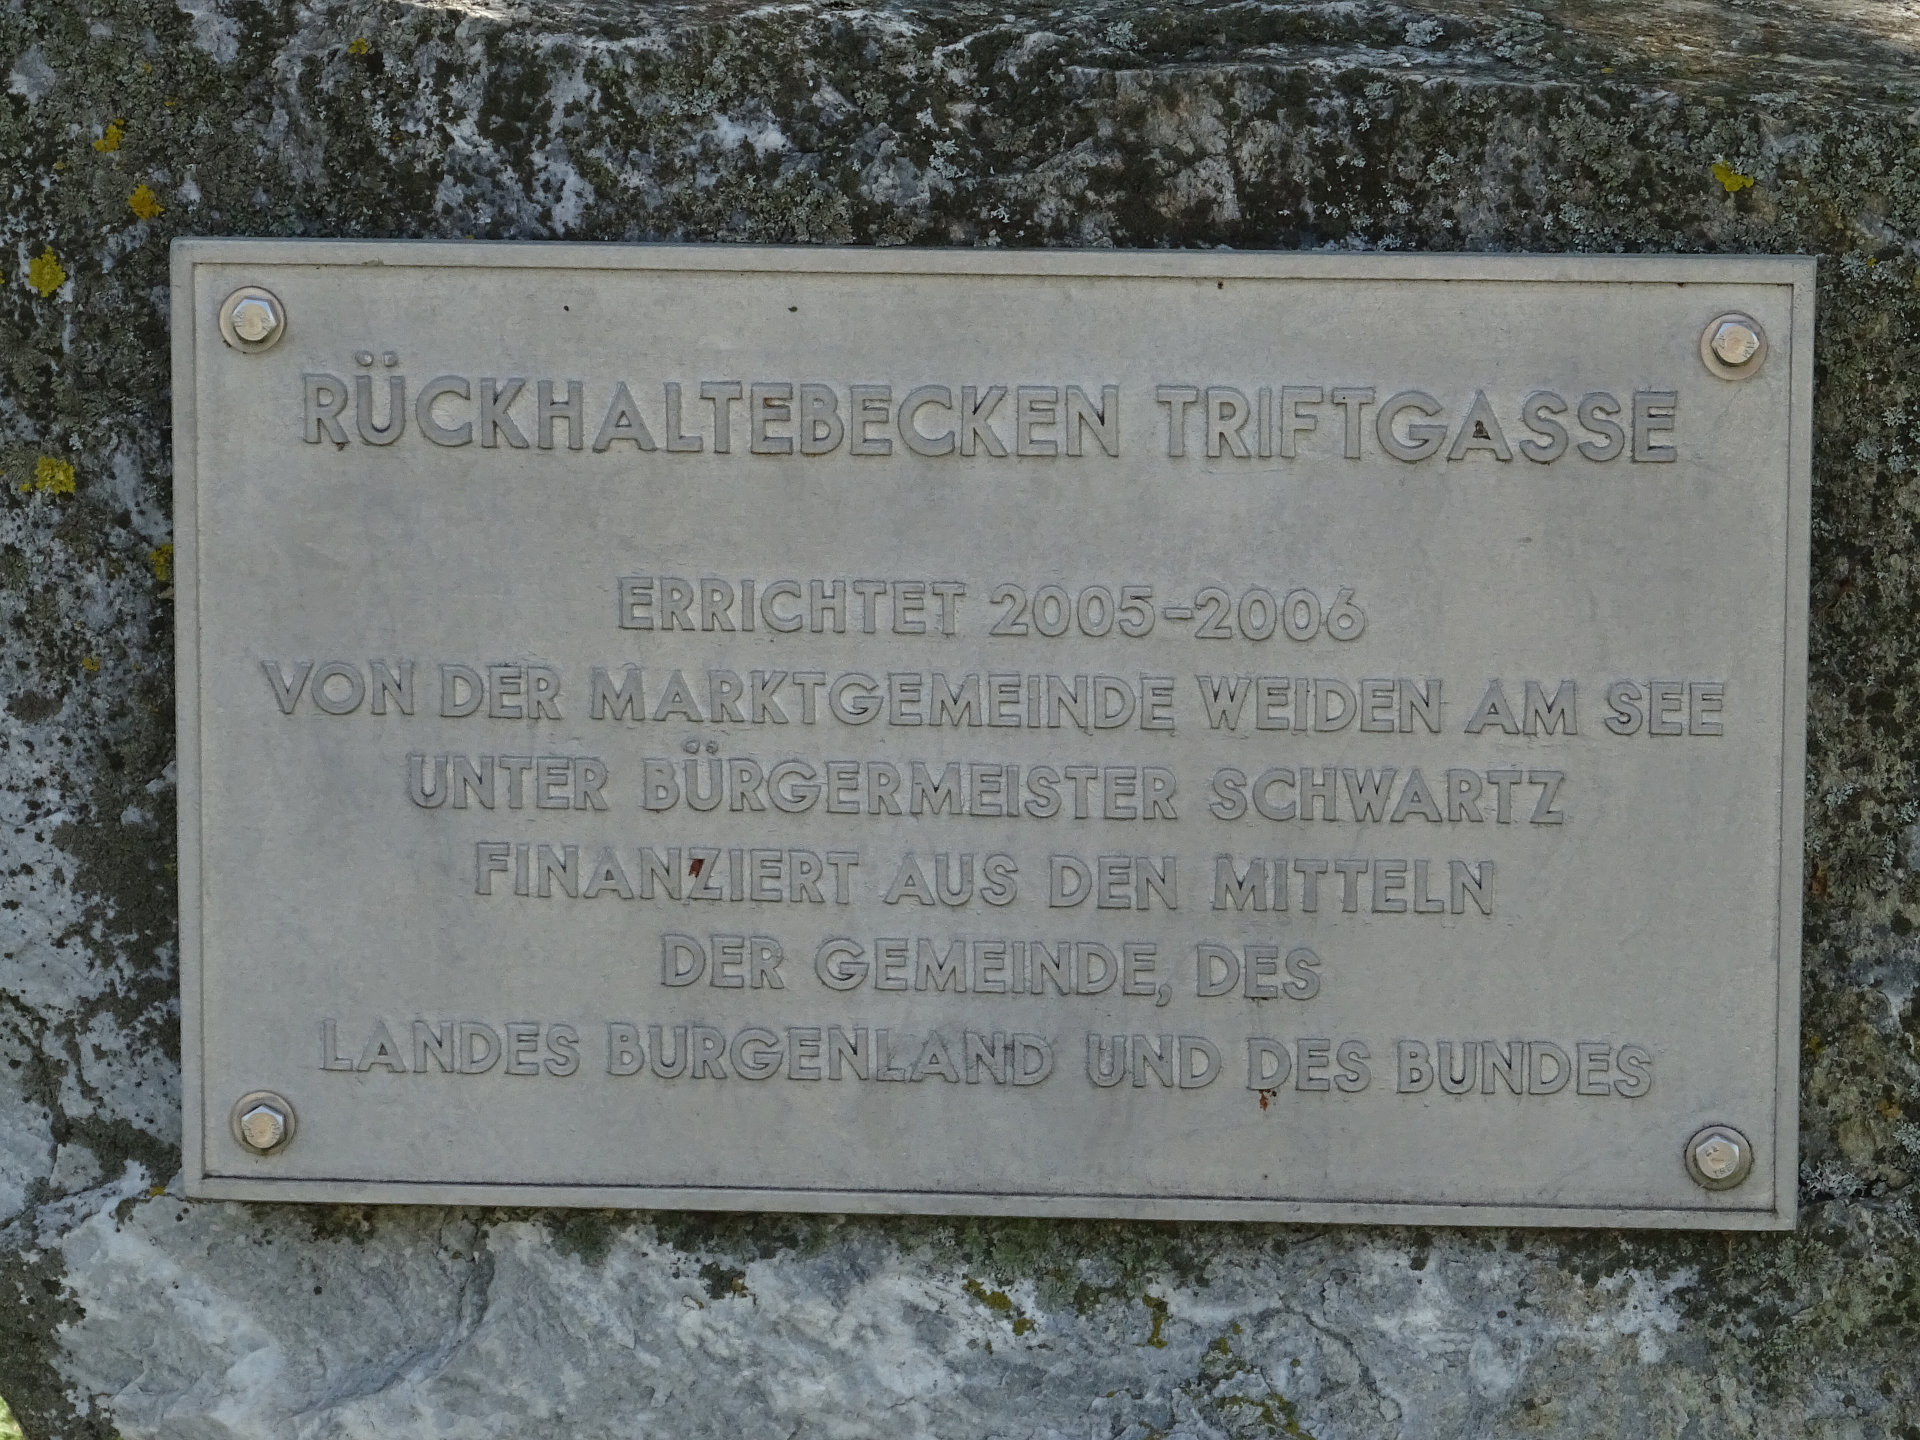 RÜCKHALTEBECKEN TRIFTGASSE
ERRICHTET 2005-2006
VON DER MARKTGEMEINDE WEIDEN AM SEE
UNTER BÜRGERMEISTER SCHWARTZ
FINANZIERT AUS DEN MITTELN
DER GEMEINDE, DES
LANDES BURGENLAND UND DES BUNDES